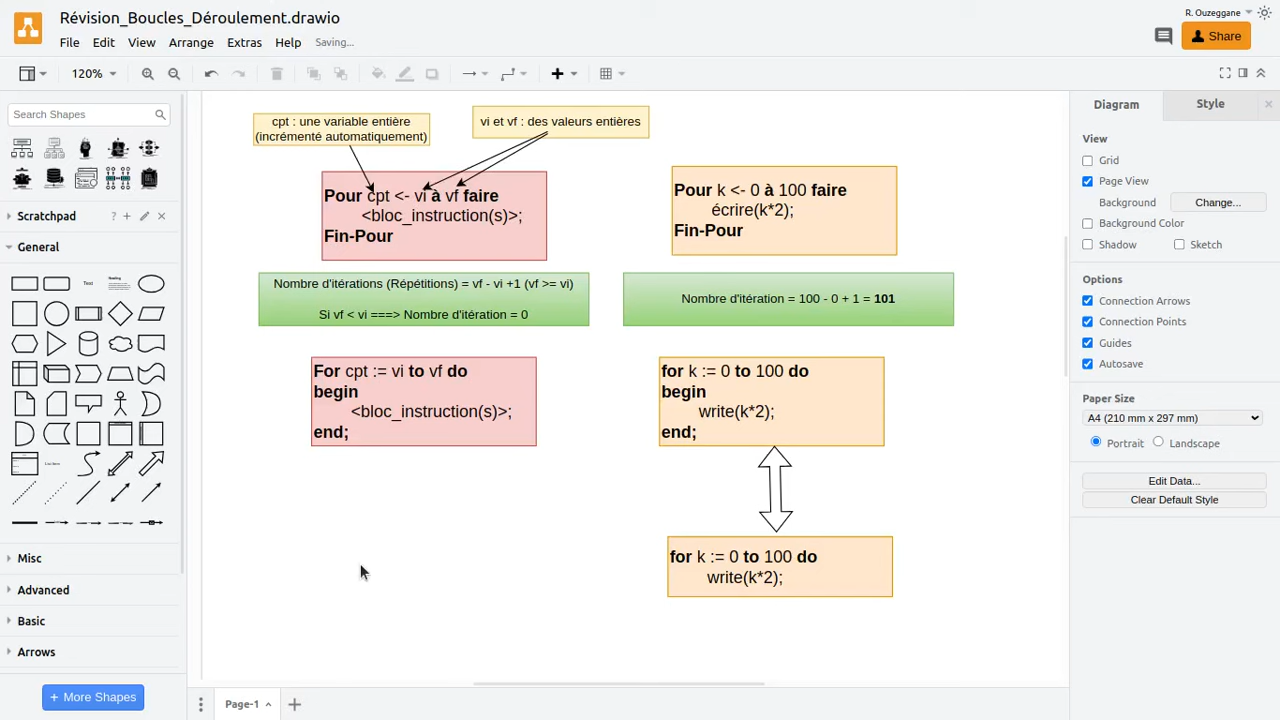 Révision_Boucles_Déroulement.drawio
R. Ouzeggane
File Edit View Arrange Extras Help Saving...
Share
120%
Search Shapes
Scratchpad
General
Text
Heading
List Item
Misc
Advanced
Basic
Arrows
+ More Shapes
cpt : une variable entière
(incrémenté automatiquement)
vi et vf : des valeurs entières
Pour cpt <- vi à vf faire
<bloc_instruction(s)>;
Fin-Pour
Pour k <- 0 à 100 faire
écrire(k*2);
Fin-Pour
Nombre d'itérations (Répétitions) = vf - vi +1 (vf >= vi)
Si vf < vi ===> Nombre d'itération = 0
Nombre d'itération = 100 - 0 + 1 = 101
For cpt := vi to vf do
begin
<bloc_instruction(s)>;
end;
for k := 0 to 100 do
begin
write(k*2);
end;
for k := 0 to 100 do
write(k*2);
Page-1
Diagram Style
View
Grid
Page View
Background Change...
Background Color
Shadow Sketch
Options
Connection Arrows
Connection Points
Guides
Autosave
Paper Size
A4 (210 mm x 297 mm)
Portrait Landscape
Edit Data...
Clear Default Style